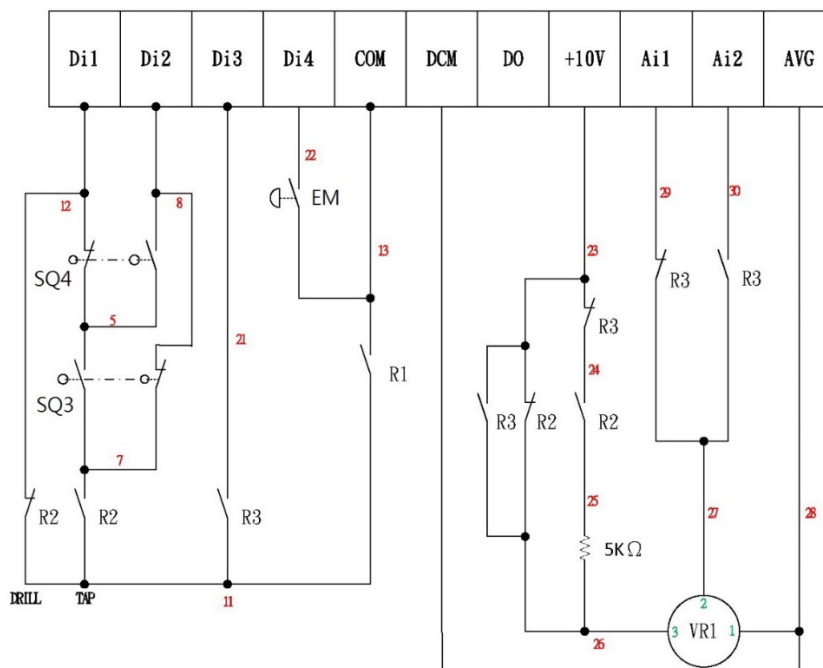 Di1 Di2 Di3 Di4 COM DCM DO +10V Ai1 Ai2 AVG
22
12 8 EM 29 30
13 23
SQ4 R3 R3
5 R3
21
24
SQ3 R1
R3 R2 R2
7
25
R2 R2 R3 27 28
5KΩ
DRILL TAP 11
2
26 3 VR1 1